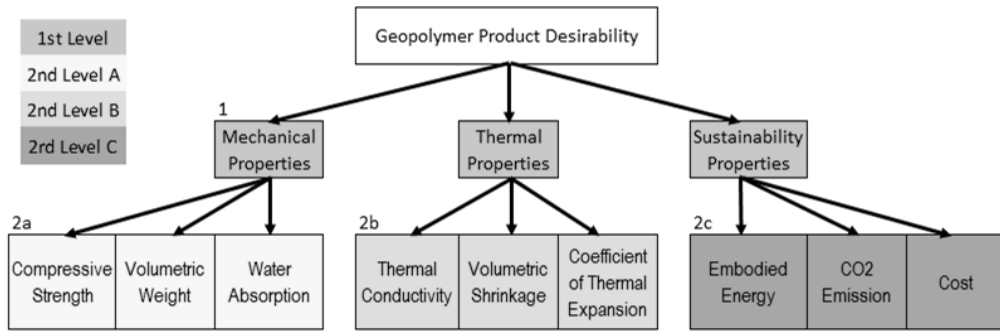 Geopolymer Product Desirability
1st Level
2nd Level A
2nd Level B
2rd Level C
1
Mechanical
Properties
Thermal
Properties
Sustainability
Properties
2a
Compressive
Strength
Volumetric
Weight
Water
Absorption
2b
Thermal
Conductivity
Volumetric
Shrinkage
Coefficient
of Thermal
Expansion
2c
Embodied
Energy
CO2
Emission
Cost